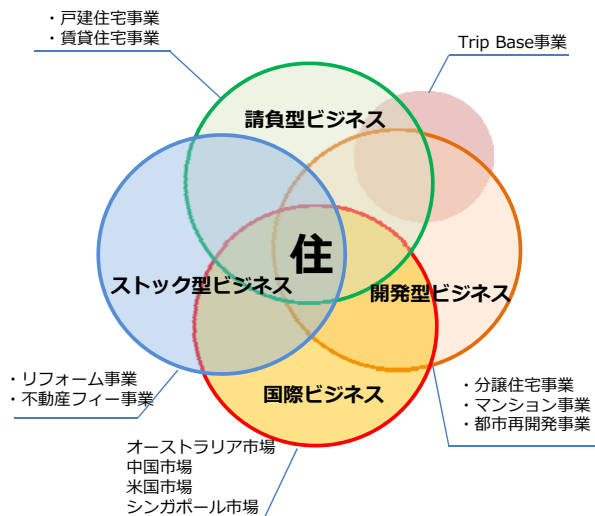 ・戸建住宅事業
・賃貸住宅事業
Trip Base事業
請負型ビジネス
住
ストック型ビジネス
開発型ビジネス
国際ビジネス
・リフォーム事業
・不動産フィー事業
・分譲住宅事業
・マンション事業
・都市再開発事業
オーストラリア市場
中国市場
米国市場
シンガポール市場